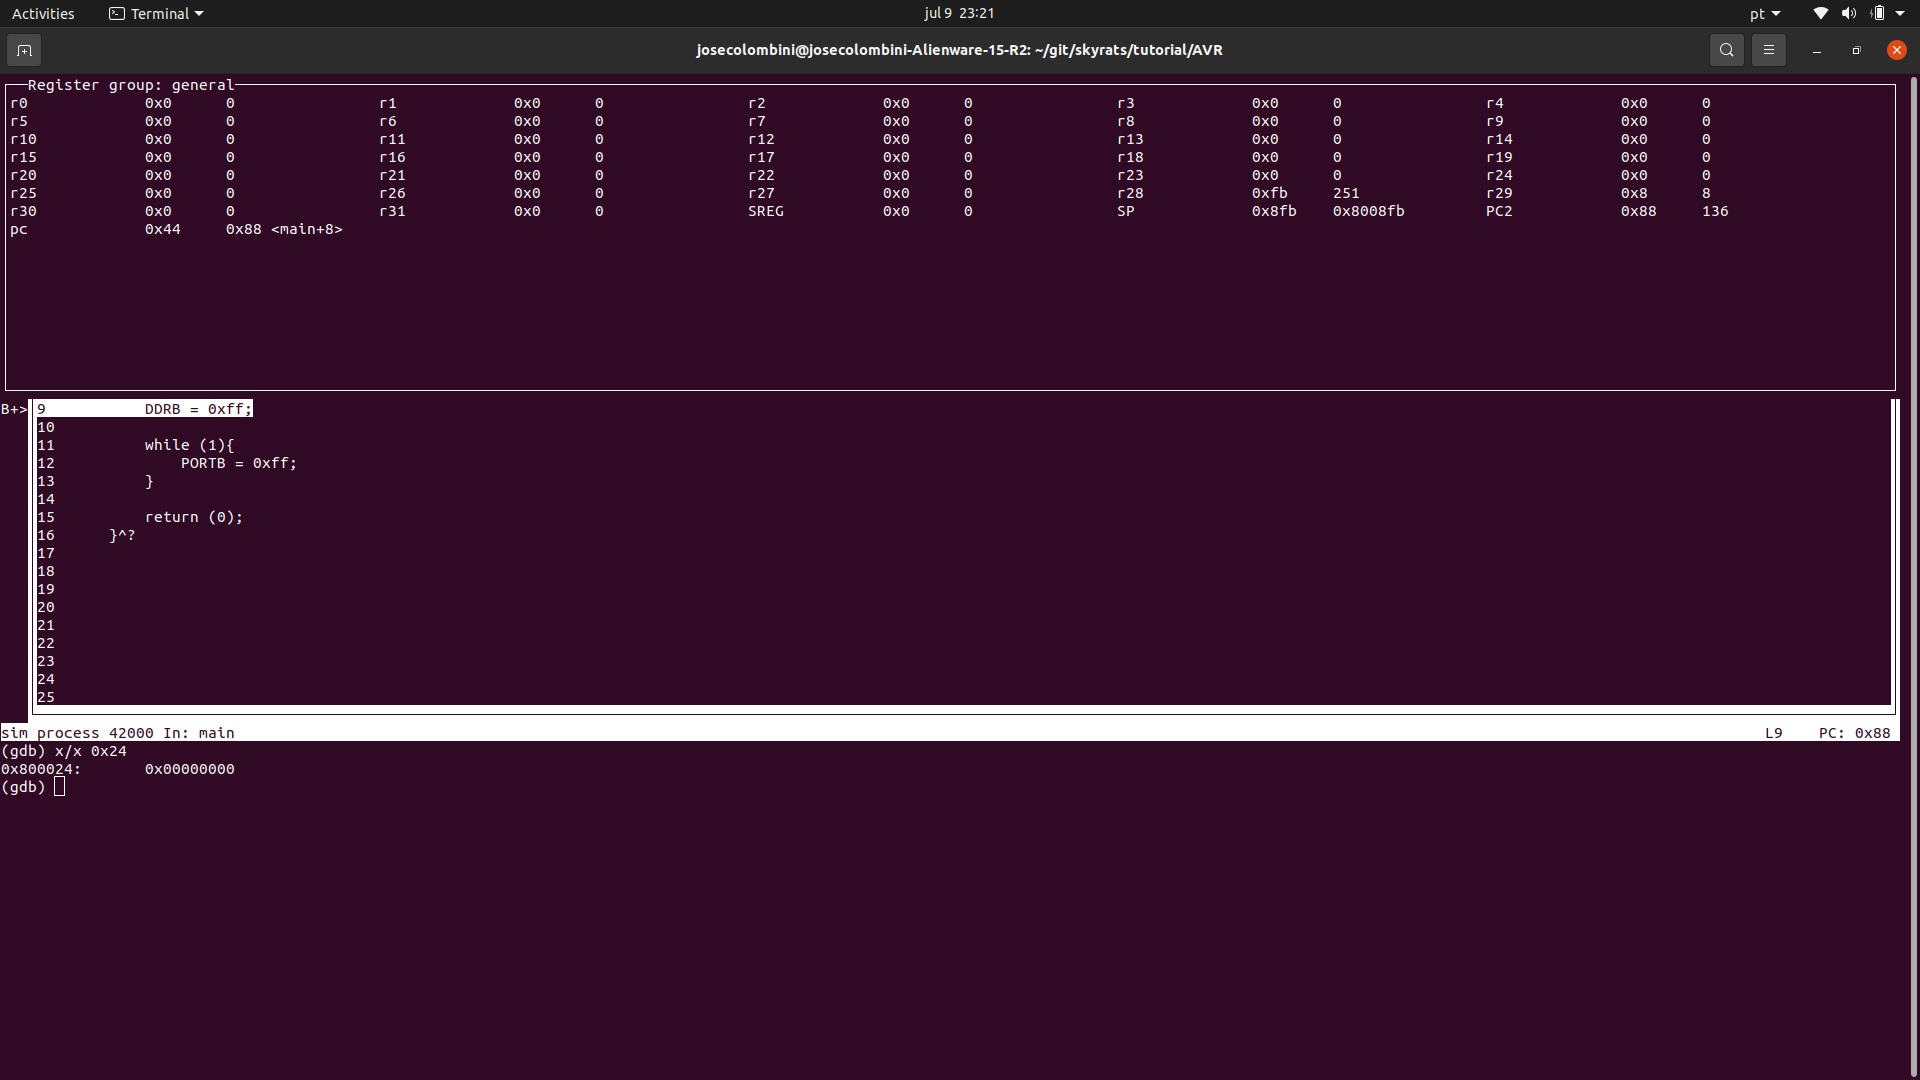 Activities Terminal jul 9 23:21 pt
josecolombini@josecolombini-Alienware-15-R2: ~/git/skyrats/tutorial/AVR
Register group: general
r0 0x0 0 r1 0x0 0 r2 0x0 0 r3 0x0 0 r4 0x0 0
r5 0x0 0 r6 0x0 0 r7 0x0 0 r8 0x0 0 r9 0x0 0
r10 0x0 0 r11 0x0 0 r12 0x0 0 r13 0x0 0 r14 0x0 0
r15 0x0 0 r16 0x0 0 r17 0x0 0 r18 0x0 0 r19 0x0 0
r20 0x0 0 r21 0x0 0 r22 0x0 0 r23 0x0 0 r24 0x0 0
r25 0x0 0 r26 0x0 0 r27 0x0 0 r28 0xfb 251 r29 0x8 8
r30 0x0 0 r31 0x0 0 SREG 0x0 0 SP 0x8fb 0x8008fb PC2 0x88 136
pc 0x44 0x88 <main+8>
B+> 9 DDRB = 0xff;
10
11 while (1){
12 PORTB = 0xff;
13 }
14
15 return (0);
16 }^?
17
18
19
20
21
22
23
24
25
sim process 42000 In: main L9 PC: 0x88
(gdb) x/x 0x24
0x800024: 0x00000000
(gdb)